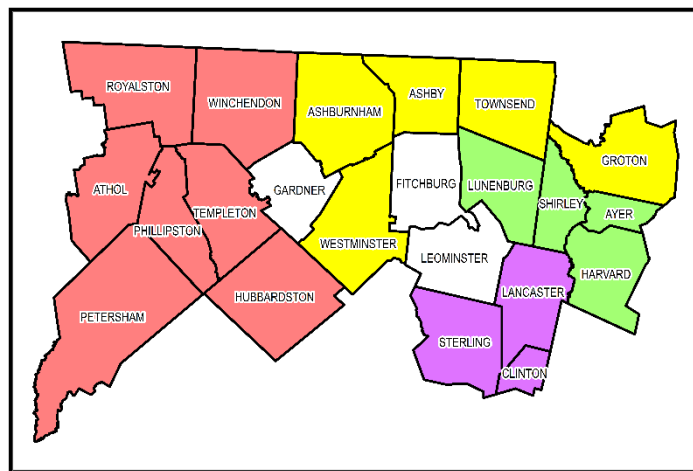 ROYALSTON
WINCHENDON
ASHBURNHAM
ASHBY
TOWNSEND
GROTON
ATHOL
GARDNER
FITCHBURG
LUNENBURG
SHIRLEY
AYER
PHILLIPSTON
TEMPLETON
WESTMINSTER
LEOMINSTER
HARVARD
PETERSHAM
HUBBARDSTON
LANCASTER
STERLING
CLINTON